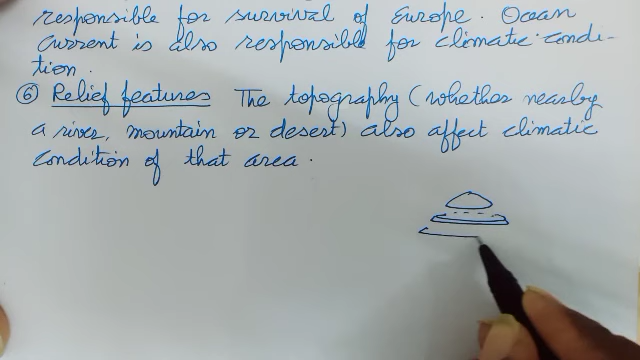 responsible for survival of Europe. Ocean
current is also responsible for climatic condi-
tion.
⑥ Relief features The topography (whether nearby
a river, mountain or desert) also affect climatic
condition of that area.